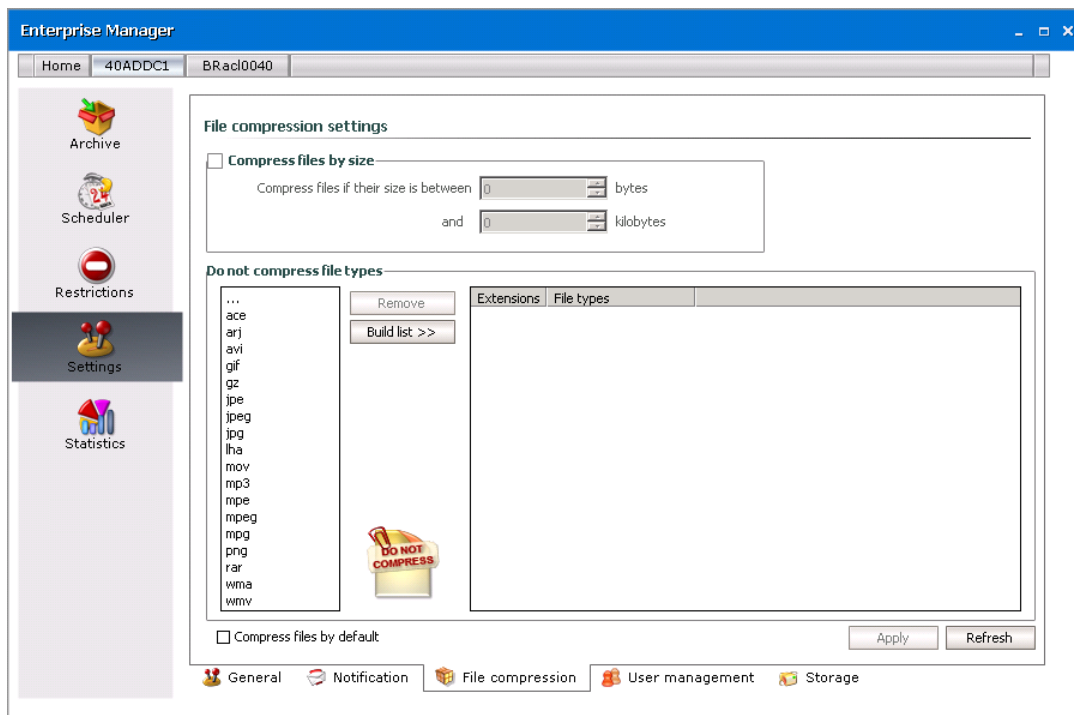 Enterprise Manager
Home 40ADDC1 BRacl0040
Archive
24
Scheduler
Restrictions
Settings
Statistics
File compression settings
Compress files by size
Compress files if their size is between 0 bytes
and 0 kilobytes
Do not compress file types
...
ace
arj
avi
gif
gz
jpe
jpeg
jpg
lha
mov
mp3
mpe
mpeg
mpg
png
rar
wma
wmv
Remove
Build list >>
DO NOT
COMPRESS
Extensions File types
Compress files by default
Apply Refresh
General Notification File compression User management Storage